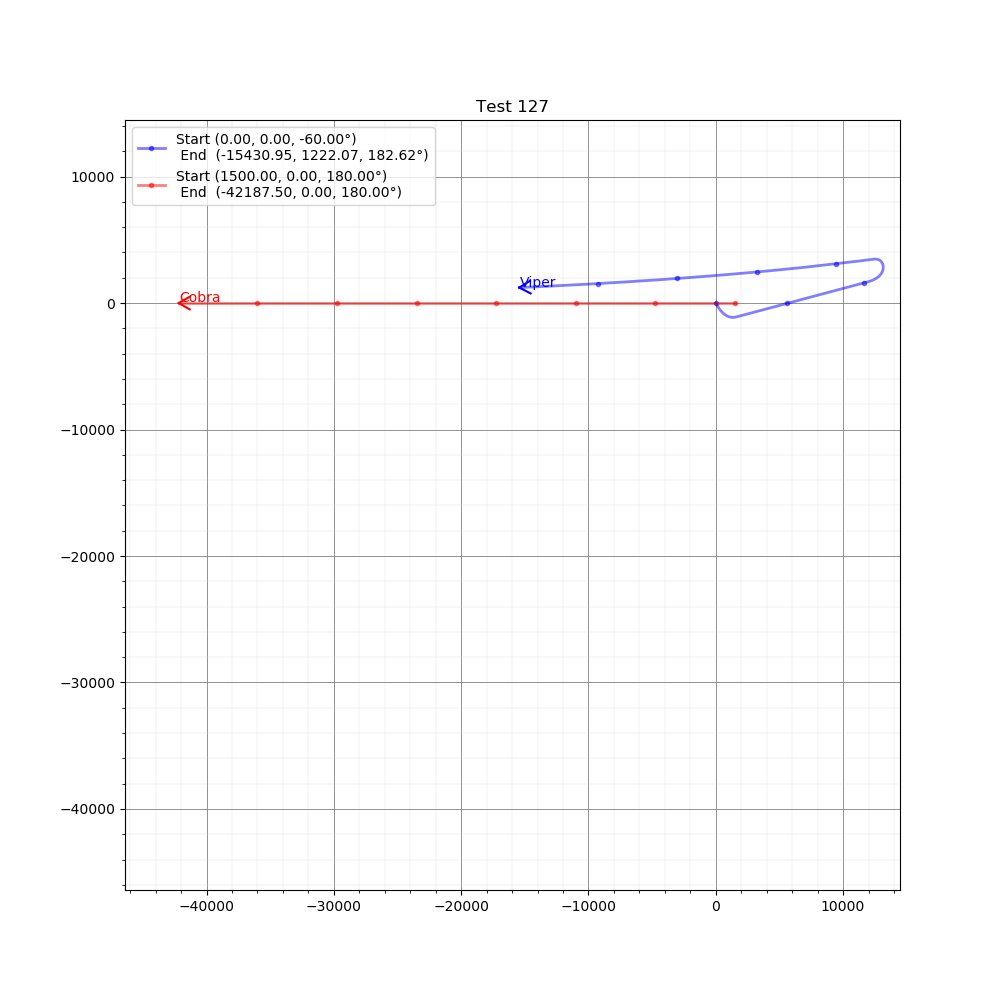 Test 127
Start (0.00, 0.00, -60.00°)
End  (-15430.95, 1222.07, 182.62°)
Start (1500.00, 0.00, 180.00°)
End  (-42187.50, 0.00, 180.00°)
10000
0
−10000
−20000
−30000
−40000
Viper
Cobra
−40000
−30000
−20000
−10000
0
10000